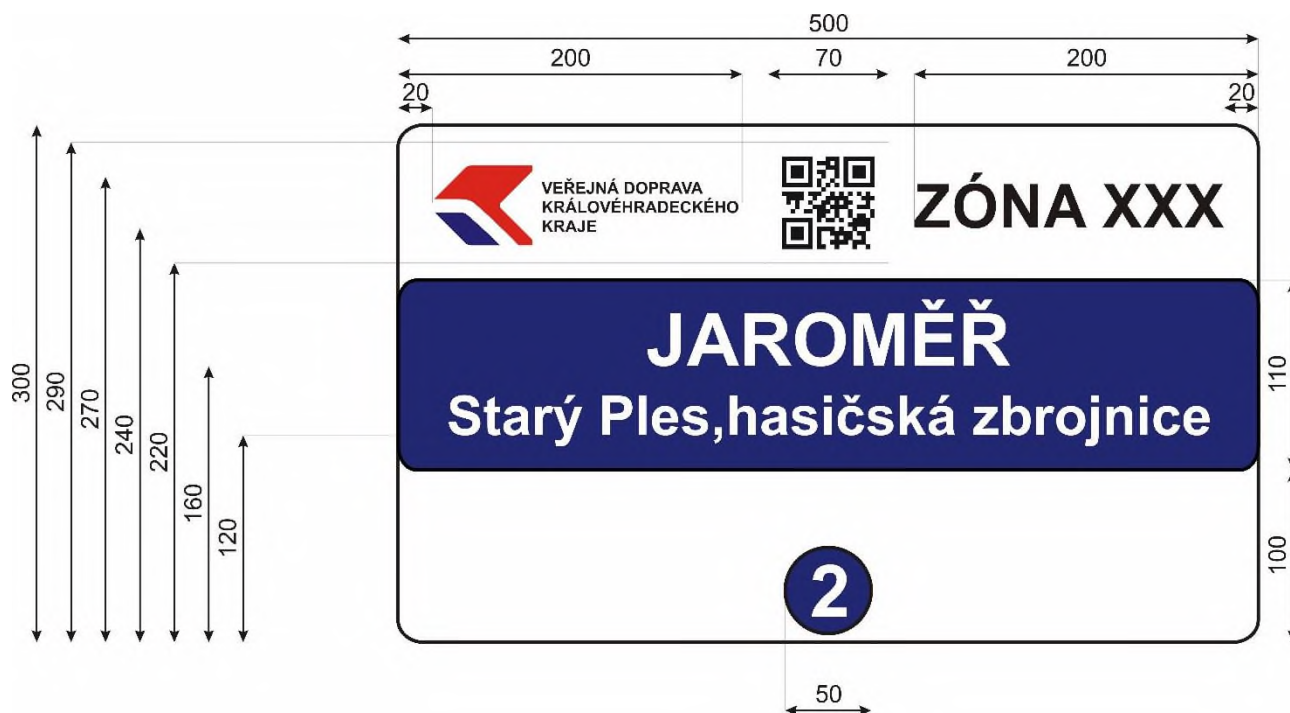 500
200 70 200
20 20
VEŘEJNÁ DOPRAVA
KRÁLOVÉHRADECKÉHO
KRAJE
ZÓNA XXX
JAROMĚŘ
Starý Ples,hasičská zbrojnice
2
300
290
270
240
220
160
120
110
100
50